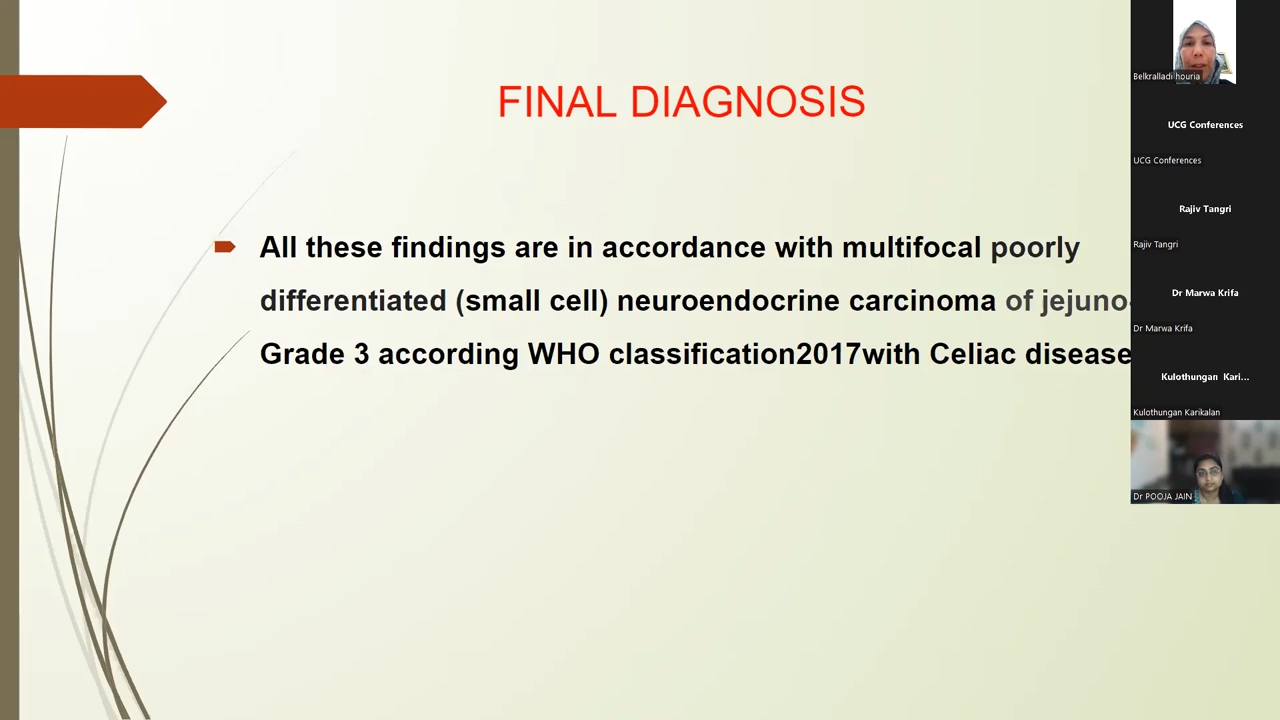 FINAL DIAGNOSIS
All these findings are in accordance with multifocal poorly
differentiated (small cell) neuroendocrine carcinoma of jejuno-
Grade 3 according WHO classification2017with Celiac disease
Belkralladi houria
UCG Conferences
UCG Conferences
Rajiv Tangri
Rajiv Tangri
Dr Marwa Krifa
Dr Marwa Krifa
Kulothungan Kari...
Kulothungan Karikalan
Dr POOJA JAIN